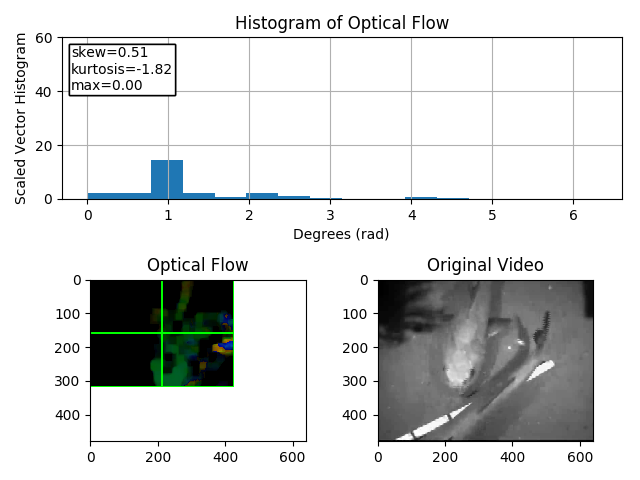 Histogram of Optical Flow
Scaled Vector Histogram
60
40
20
0
skew=0.51
kurtosis=-1.82
max=0.00
0 1 2 3 4 5 6
Degrees (rad)
Optical Flow
0
100
200
300
400
0 200 400 600
Original Video
0
100
200
300
400
0 200 400 600